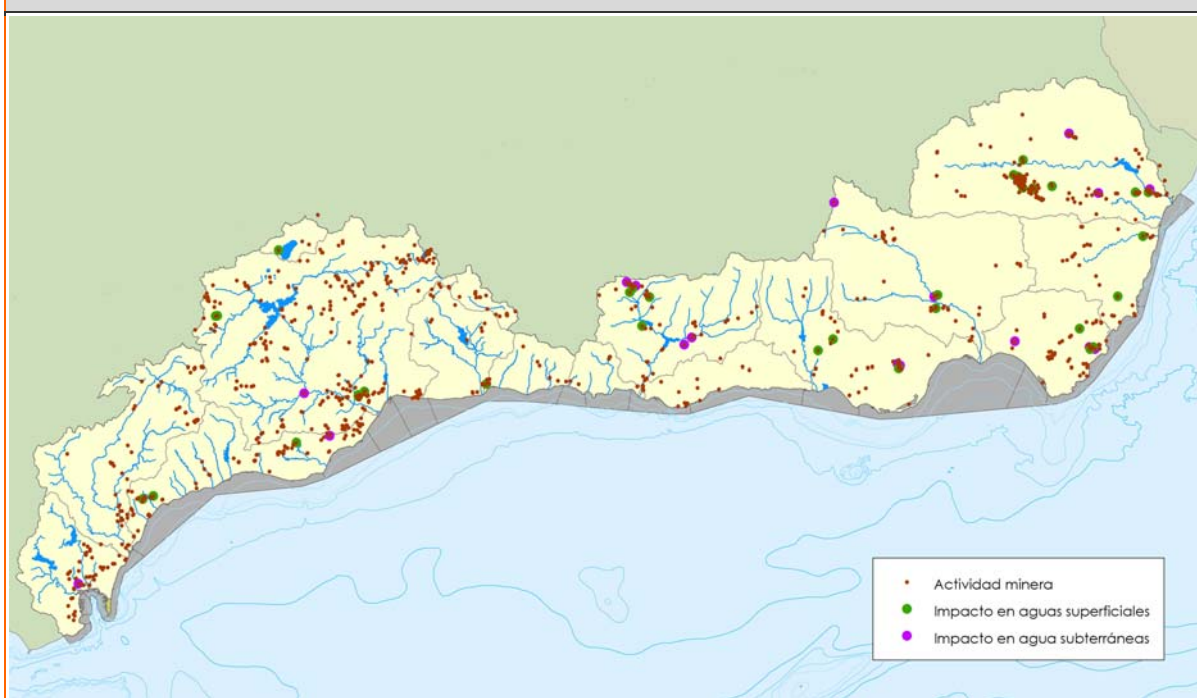 Actividad minera
Impacto en aguas superficiales
Impacto en agua subterráneas